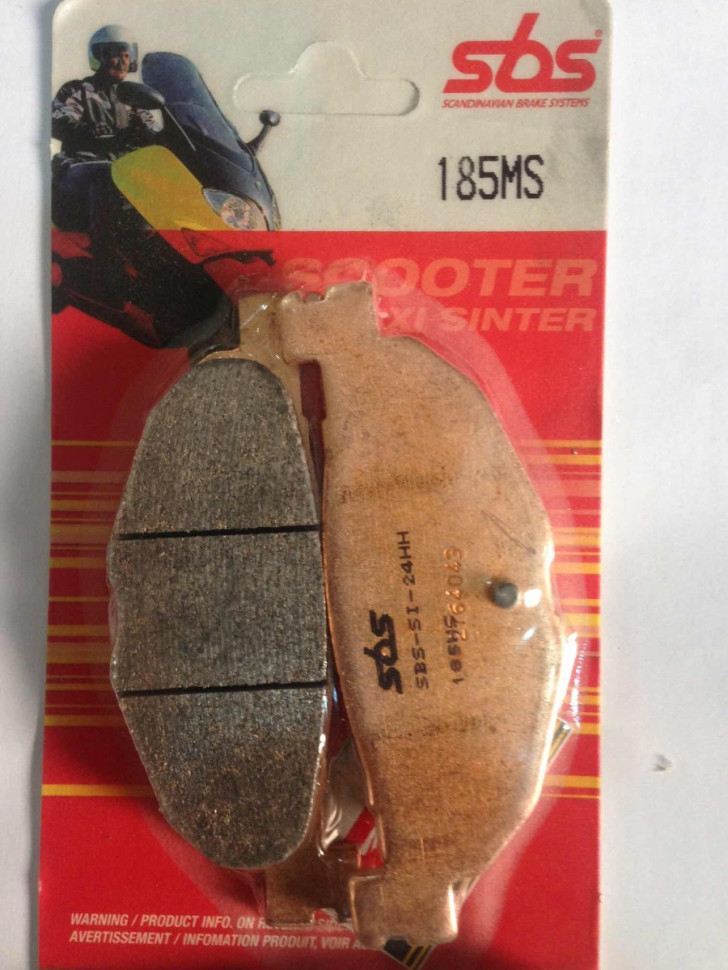 sbs
SCANDINAVIAN BRAKE SYSTEMS
185MS
SCOOTER
SINTER
sbs
SBS-SI-24HH
185MS
WARNING / PRODUCT INFO. ON
AVERTISSEMENT / INFOMATION PRODUIT, VOIR